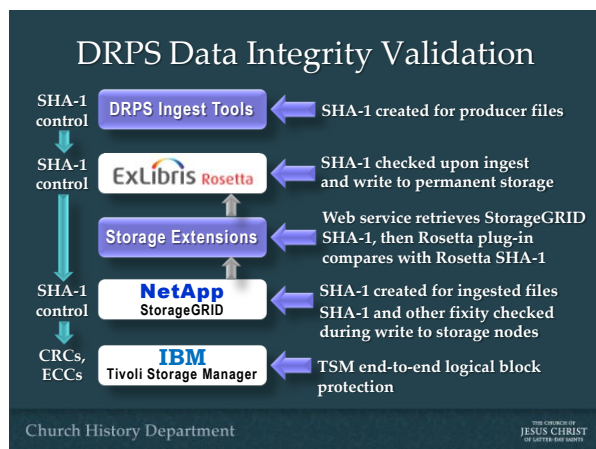 DRPS Data Integrity Validation
SHA-1
control
DRPS Ingest Tools
SHA-1 created for producer files
SHA-1
control
ExLibris Rosetta
SHA-1 checked upon ingest
and write to permanent storage
Storage Extensions
Web service retrieves StorageGRID
SHA-1, then Rosetta plug-in
compares with Rosetta SHA-1
SHA-1
control
NetApp
StorageGRID
SHA-1 created for ingested files
SHA-1 and other fixity checked
during write to storage nodes
CRCs,
ECCs
IBM
Tivoli Storage Manager
TSM end-to-end logical block
protection
Church History Department
THE CHURCH OF
JESUS CHRIST
OF LATTER-DAY SAINTS